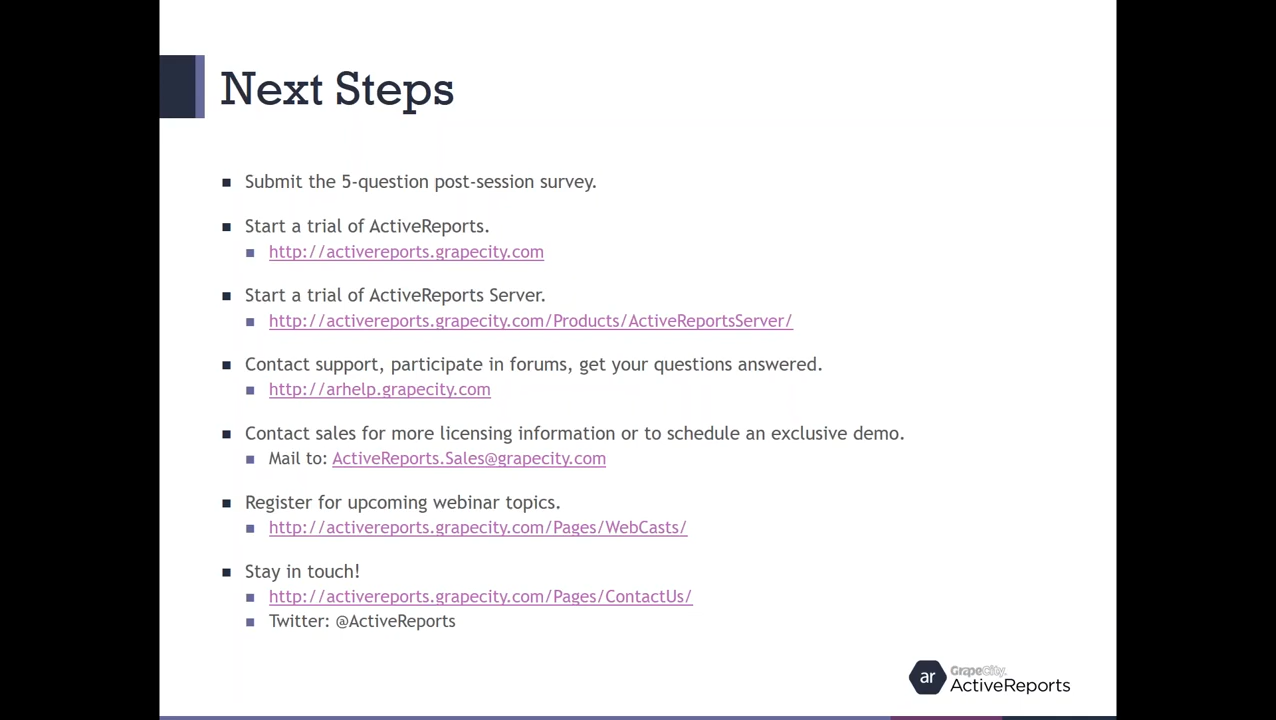 Next Steps
Submit the 5-question post-session survey.
Start a trial of ActiveReports.
http://activereports.grapecity.com
Start a trial of ActiveReports Server.
http://activereports.grapecity.com/Products/ActiveReportsServer/
Contact support, participate in forums, get your questions answered.
http://arhelp.grapecity.com
Contact sales for more licensing information or to schedule an exclusive demo.
Mail to: ActiveReports.Sales@grapecity.com
Register for upcoming webinar topics.
http://activereports.grapecity.com/Pages/WebCasts/
Stay in touch!
http://activereports.grapecity.com/Pages/ContactUs/
Twitter: @ActiveReports
ar
GrapeCity
ActiveReports